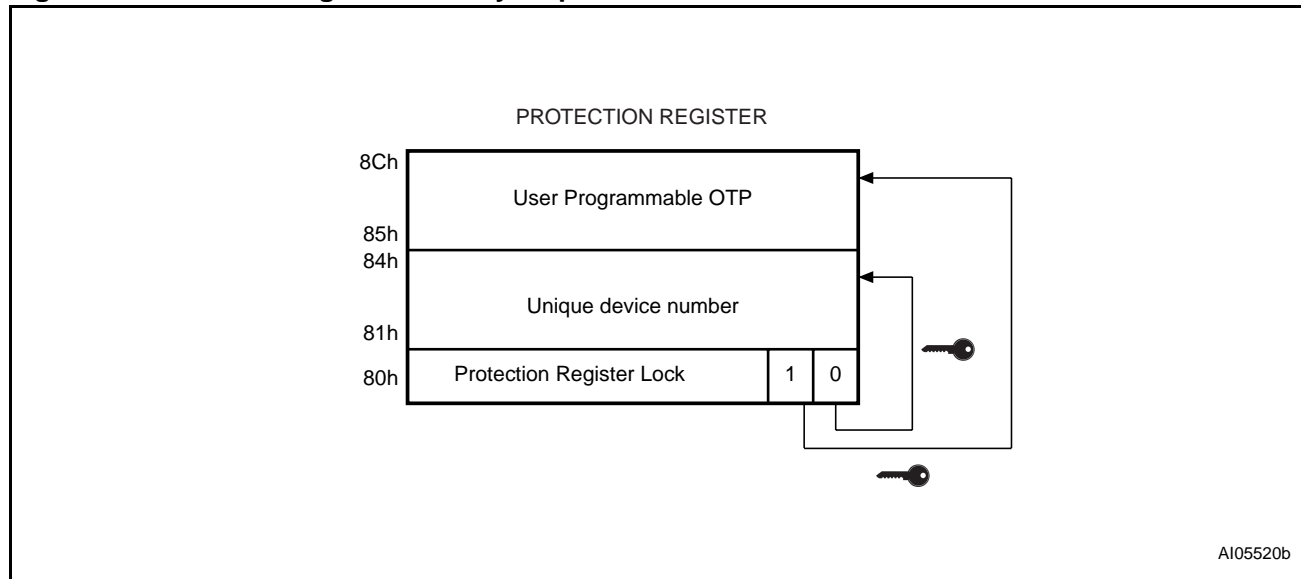 PROTECTION REGISTER
8Ch
User Programmable OTP
85h
84h
Unique device number
81h
80h Protection Register Lock 1 0
AI05520b